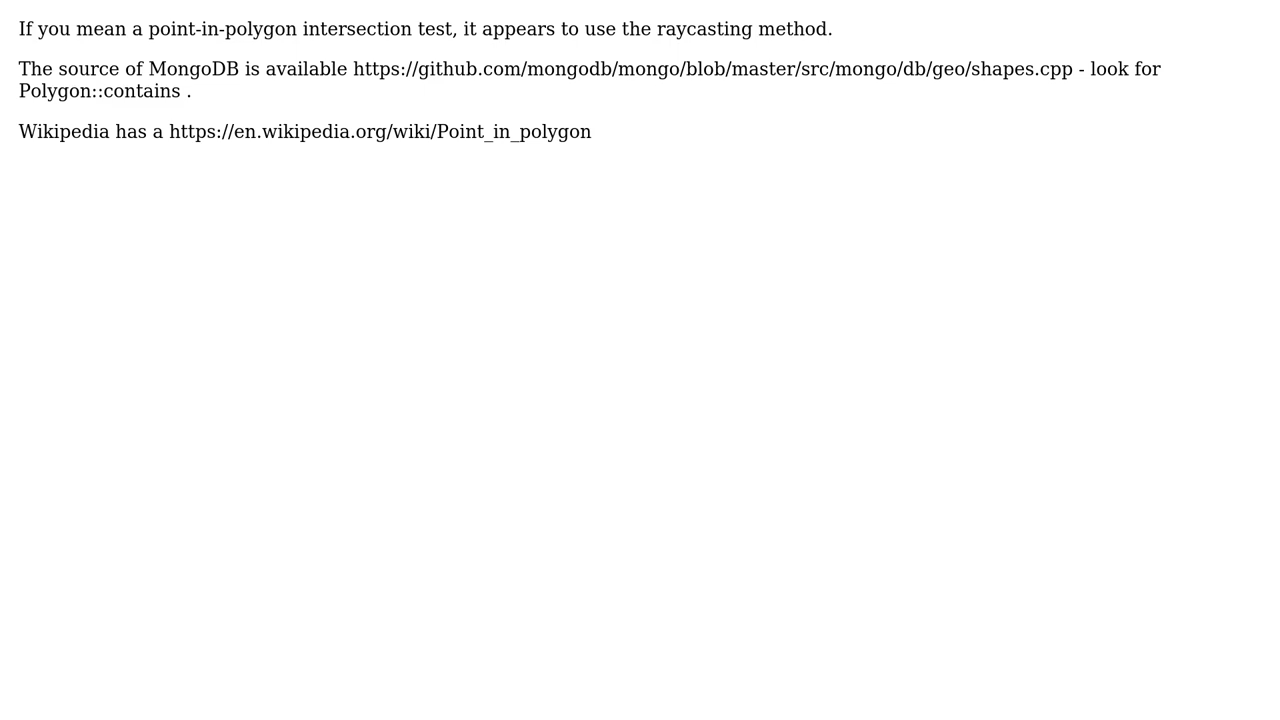 If you mean a point-in-polygon intersection test, it appears to use the raycasting method.
The source of MongoDB is available https://github.com/mongodb/mongo/blob/master/src/mongo/db/geo/shapes.cpp - look for
Polygon::contains .
Wikipedia has a https://en.wikipedia.org/wiki/Point_in_polygon